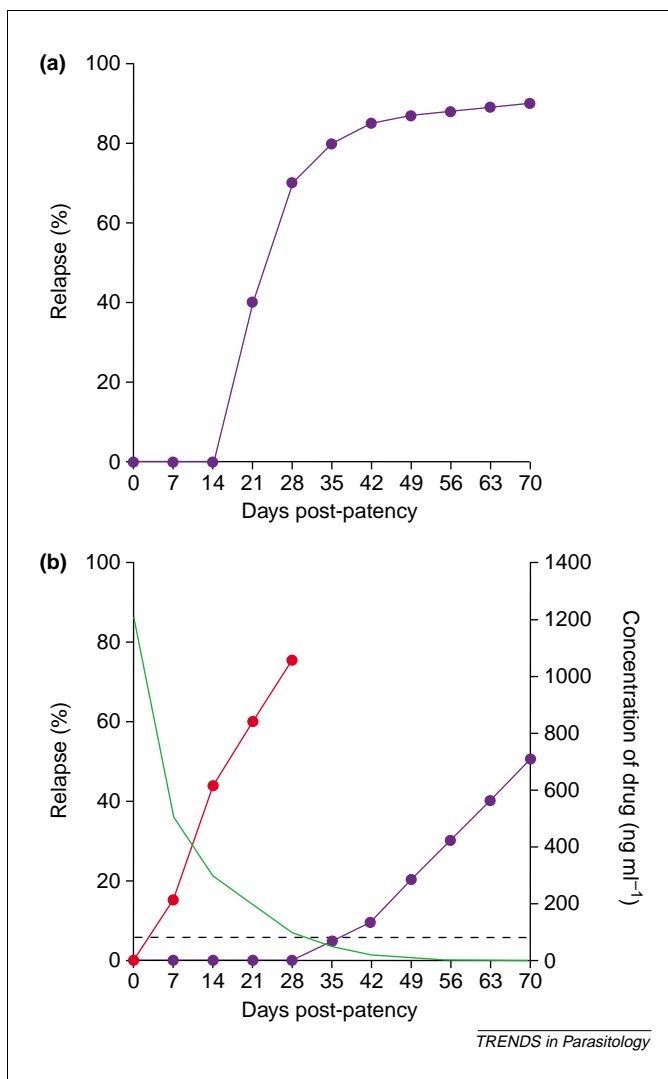 (a)
100
80
60
40
20
0
Relapse (%)
0 7 14 21 28 35 42 49 56 63 70
Days post-patency
(b)
100
80
60
40
20
0
Relapse (%)
1400
1200
1000
800
600
400
200
0
Concentration of drug (ng ml⁻¹)
0 7 14 21 28 35 42 49 56 63 70
Days post-patency
TRENDS in Parasitology